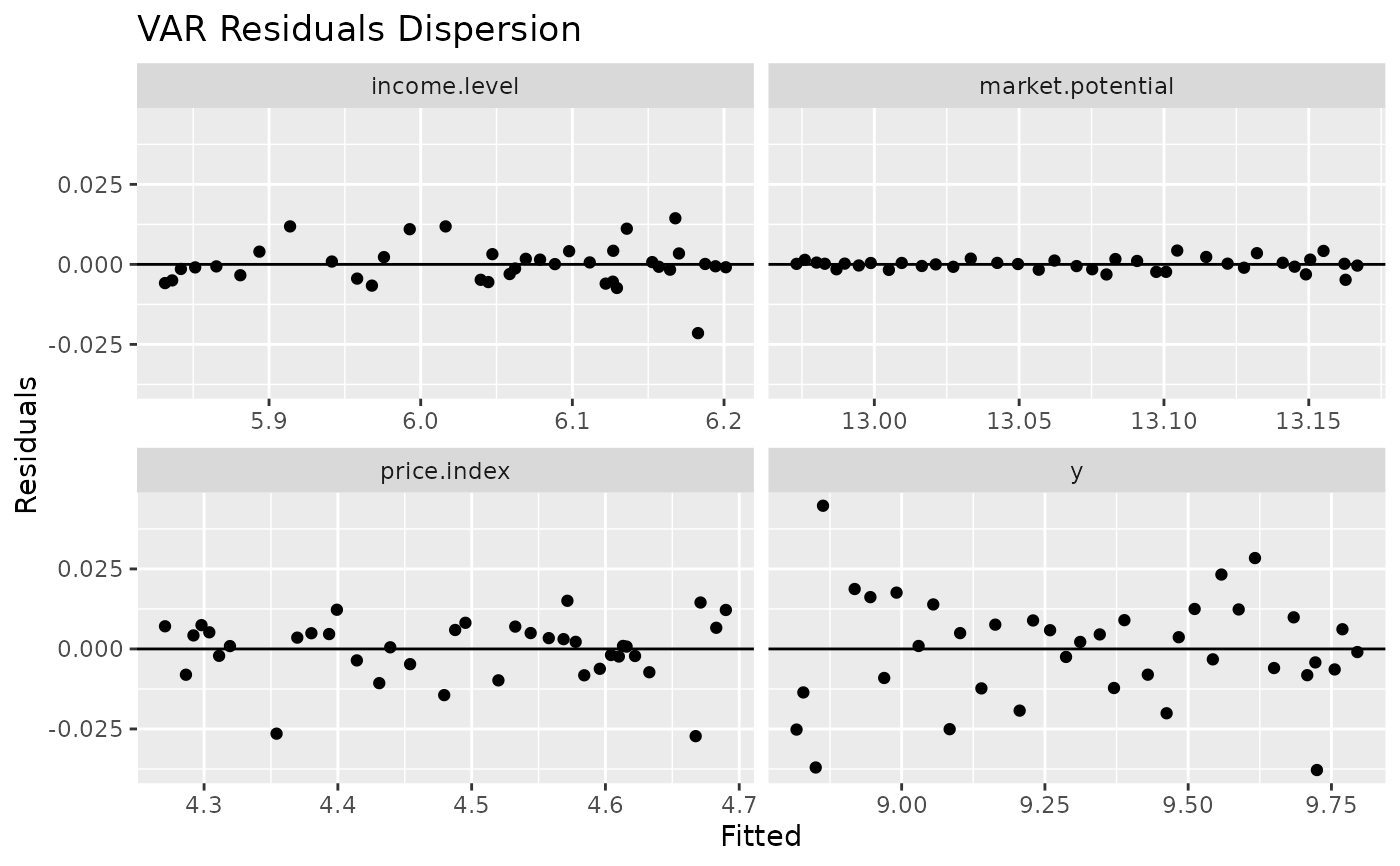 VAR Residuals Dispersion
income.level
market.potential
0.025
0.000
-0.025
5.9 6.0 6.1 6.2
13.00 13.05 13.10 13.15
Residuals
price.index
y
0.025
0.000
-0.025
4.3 4.4 4.5 4.6 4.7
9.00 9.25 9.50 9.75
Fitted